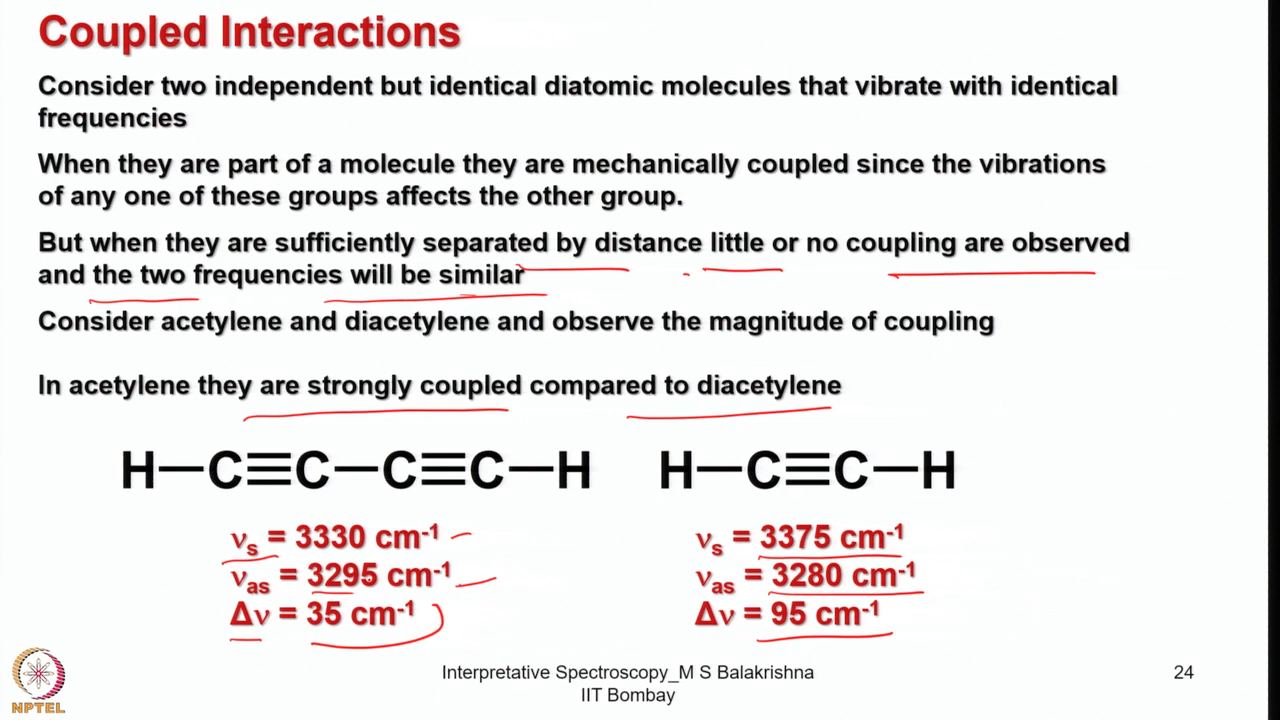 Coupled Interactions
Consider two independent but identical diatomic molecules that vibrate with identical
frequencies
When they are part of a molecule they are mechanically coupled since the vibrations
of any one of these groups affects the other group.
But when they are sufficiently separated by distance little or no coupling are observed
and the two frequencies will be similar
Consider acetylene and diacetylene and observe the magnitude of coupling
In acetylene they are strongly coupled compared to diacetylene
H—C≡C—C≡C—H
νs = 3330 cm-1
νas = 3295 cm-1
Δν = 35 cm-1
H—C≡C—H
νs = 3375 cm-1
νas = 3280 cm-1
Δν = 95 cm-1
NPTEL
Interpretative Spectroscopy_M S Balakrishna
IIT Bombay
24